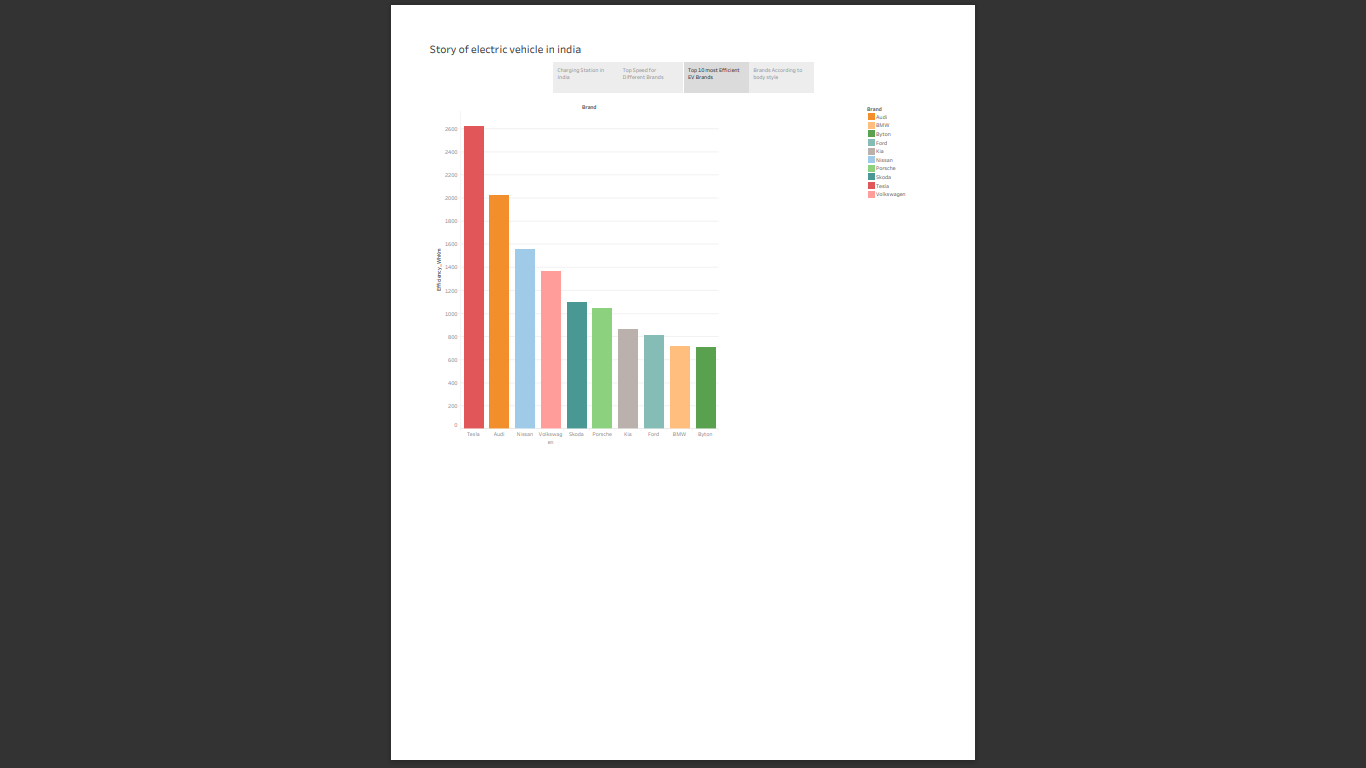 Story of electric vehicle in india
Charging Station in
India
Top Speed for
Different Brands
Top 10 most Efficient
EV Brands
Brands According to
body style
Brand
Efficiency_WhKm
2600
2400
2200
2000
1800
1600
1400
1200
1000
800
600
400
200
0
Tesla
Audi
Nissan
Volkswag
en
Skoda
Porsche
Kia
Ford
BMW
Byton
Brand
Audi
BMW
Byton
Ford
Kia
Nissan
Porsche
Skoda
Tesla
Volkswagen